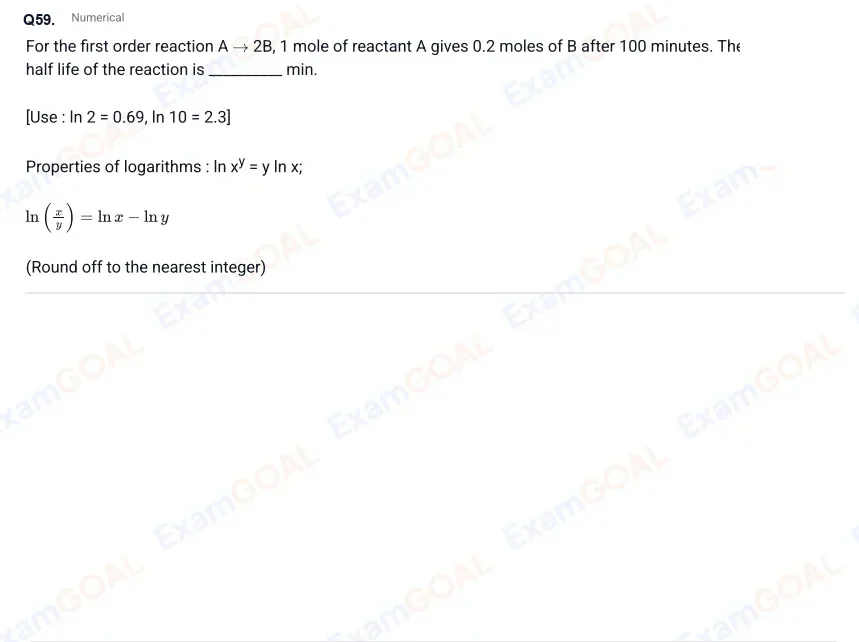 Q59. Numerical
For the first order reaction A → 2B, 1 mole of reactant A gives 0.2 moles of B after 100 minutes. The
half life of the reaction is __________ min.
[Use : ln 2 = 0.69, ln 10 = 2.3]
Properties of logarithms : ln x^y = y ln x;
ln (x/y) = ln x − ln y
(Round off to the nearest integer)
ExamGOAL